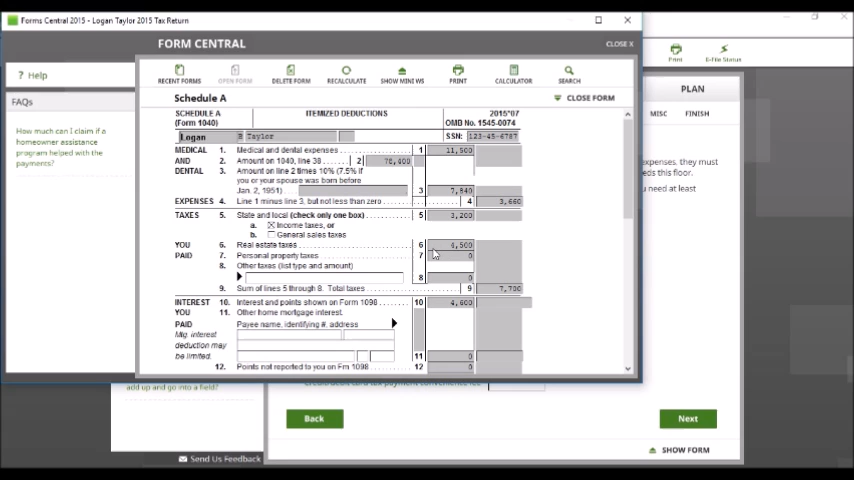 Forms Central 2015 - Logan Taylor 2015 Tax Return
FORM CENTRAL
CLOSE X
RECENT FORMS
OPEN FORM
DELETE FORM
RECALCULATE
SHOW MINI WS
PRINT
CALCULATOR
SEARCH
Print
E-File Status
? Help
PLAN
FAQs
MISC FINISH
How much can I claim if a
homeowner assistance
program helped with the
payments?
Schedule A
CLOSE FORM
SCHEDULE A
(Form 1040)
ITEMIZED DEDUCTIONS
2015*07
OMB No. 1545-0074
Logan B Taylor SSN: 123-45-6787
MEDICAL 1. Medical and dental expenses 1 11,500
AND 2. Amount on 1040, line 38 2 78,400
DENTAL 3. Amount on line 2 times 10% (7.5% if
you or your spouse was born before
Jan. 2, 1951) 3 7,840
EXPENSES 4. Line 1 minus line 3, but not less than zero 4 3,660
TAXES 5. State and local (check only one box) 5 3,200
a. Income taxes, or
b. General sales taxes
YOU 6. Real estate taxes 6 4,500
PAID 7. Personal property taxes 7 0
8. Other taxes (list type and amount)
8 0
9. Sum of lines 5 through 8. Total taxes 9 7,700
INTEREST 10. Interest and points shown on Form 1098 10 4,600
YOU 11. Other home mortgage interest.
PAID Payee name, identifying #, address
Mtg. interest
deduction may
be limited. 11 0
12. Points not reported to you on Fm 1098 12 0
expenses. they must
eds this floor.
u need at least
add up and go into a field?
Back
Next
Send Us Feedback
SHOW FORM